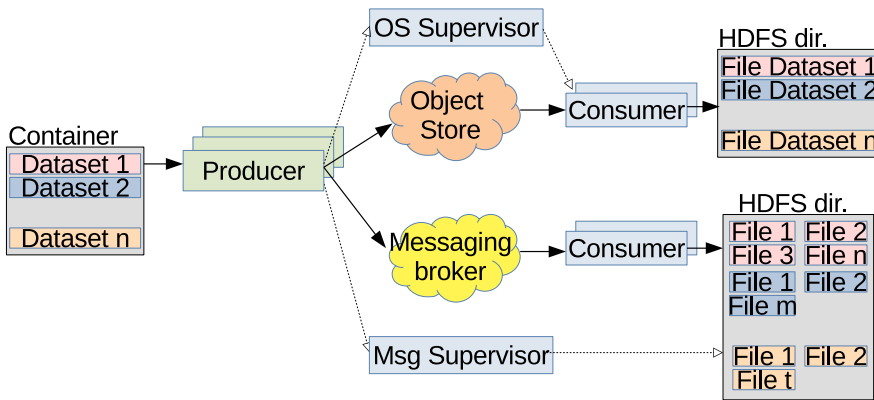 Container
Dataset 1
Dataset 2
Dataset n
Producer
OS Supervisor
Object
Store
Consumer
HDFS dir.
File Dataset 1
File Dataset 2
File Dataset n
Messaging
broker
Consumer
Msg Supervisor
HDFS dir.
File 1 File 2
File 3 File n
File 1 File 2
File m
File 1 File 2
File t